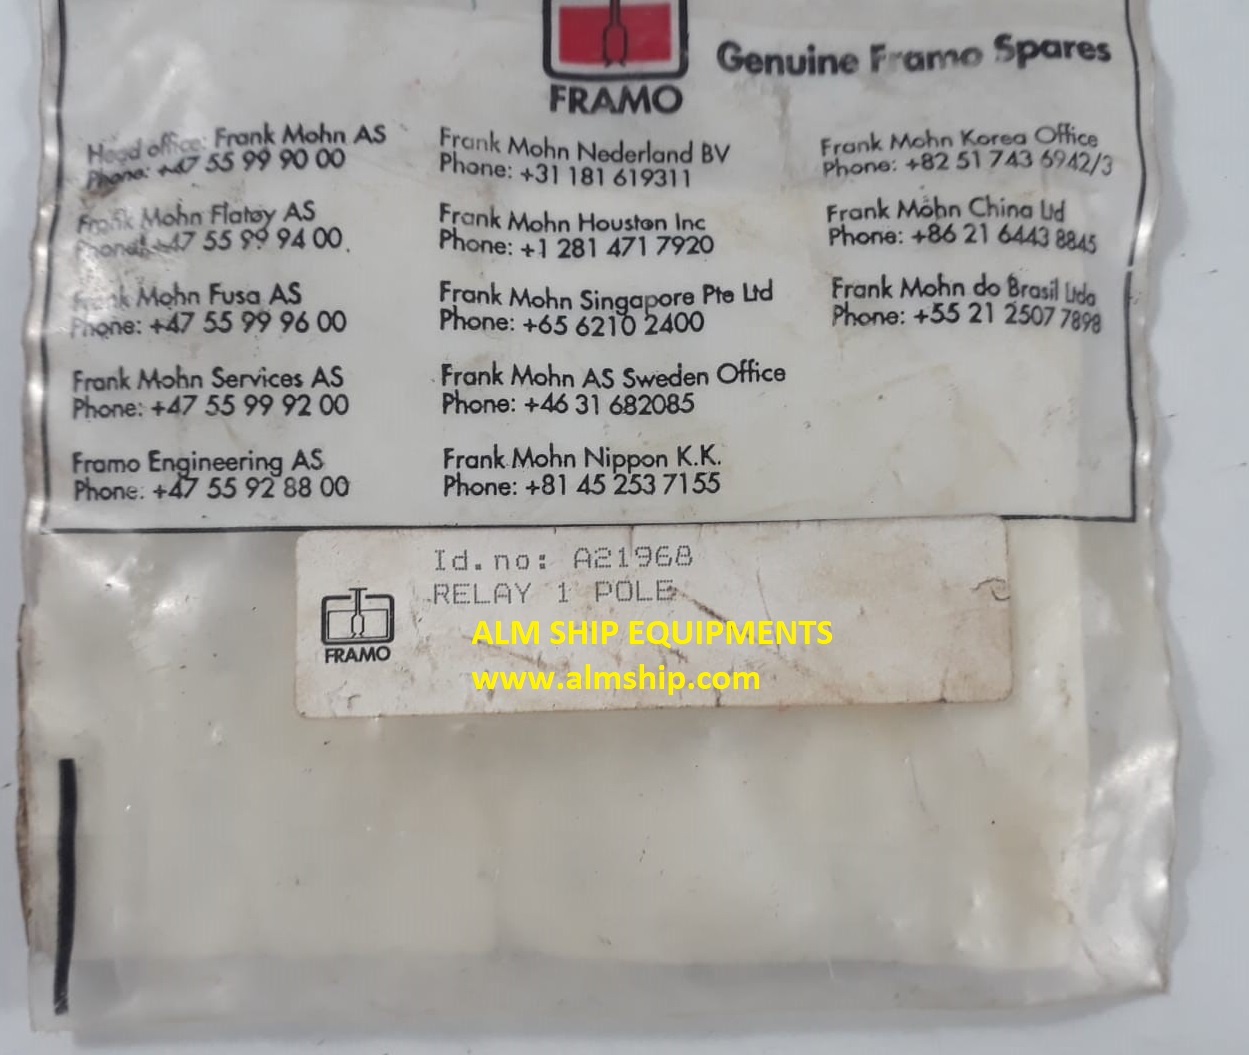 FRAMO
Genuine Framo Spares
Head office: Frank Mohn AS
Phone: +47 55 99 90 00
Frank Mohn Flatøy AS
Phone: +47 55 99 94 00
Frank Mohn Fusa AS
Phone: +47 55 99 96 00
Frank Mohn Services AS
Phone: +47 55 99 92 00
Framo Engineering AS
Phone: +47 55 92 88 00
Frank Mohn Nederland BV
Phone: +31 181 619311
Frank Mohn Houston Inc
Phone: +1 281 471 7920
Frank Mohn Singapore Pte Ltd
Phone: +65 6210 2400
Frank Mohn AS Sweden Office
Phone: +46 31 682085
Frank Mohn Nippon K.K.
Phone: +81 45 253 7155
Frank Mohn Korea Office
Phone: +82 51 743 6942/3
Frank Mohn China Ltd
Phone: +86 21 6443 8845
Frank Mohn do Brasil Ltda
Phone: +55 21 2507 7898
Id.no: A21968
RELAY 1 POLE
FRAMO
ALM SHIP EQUIPMENTS
www.almship.com